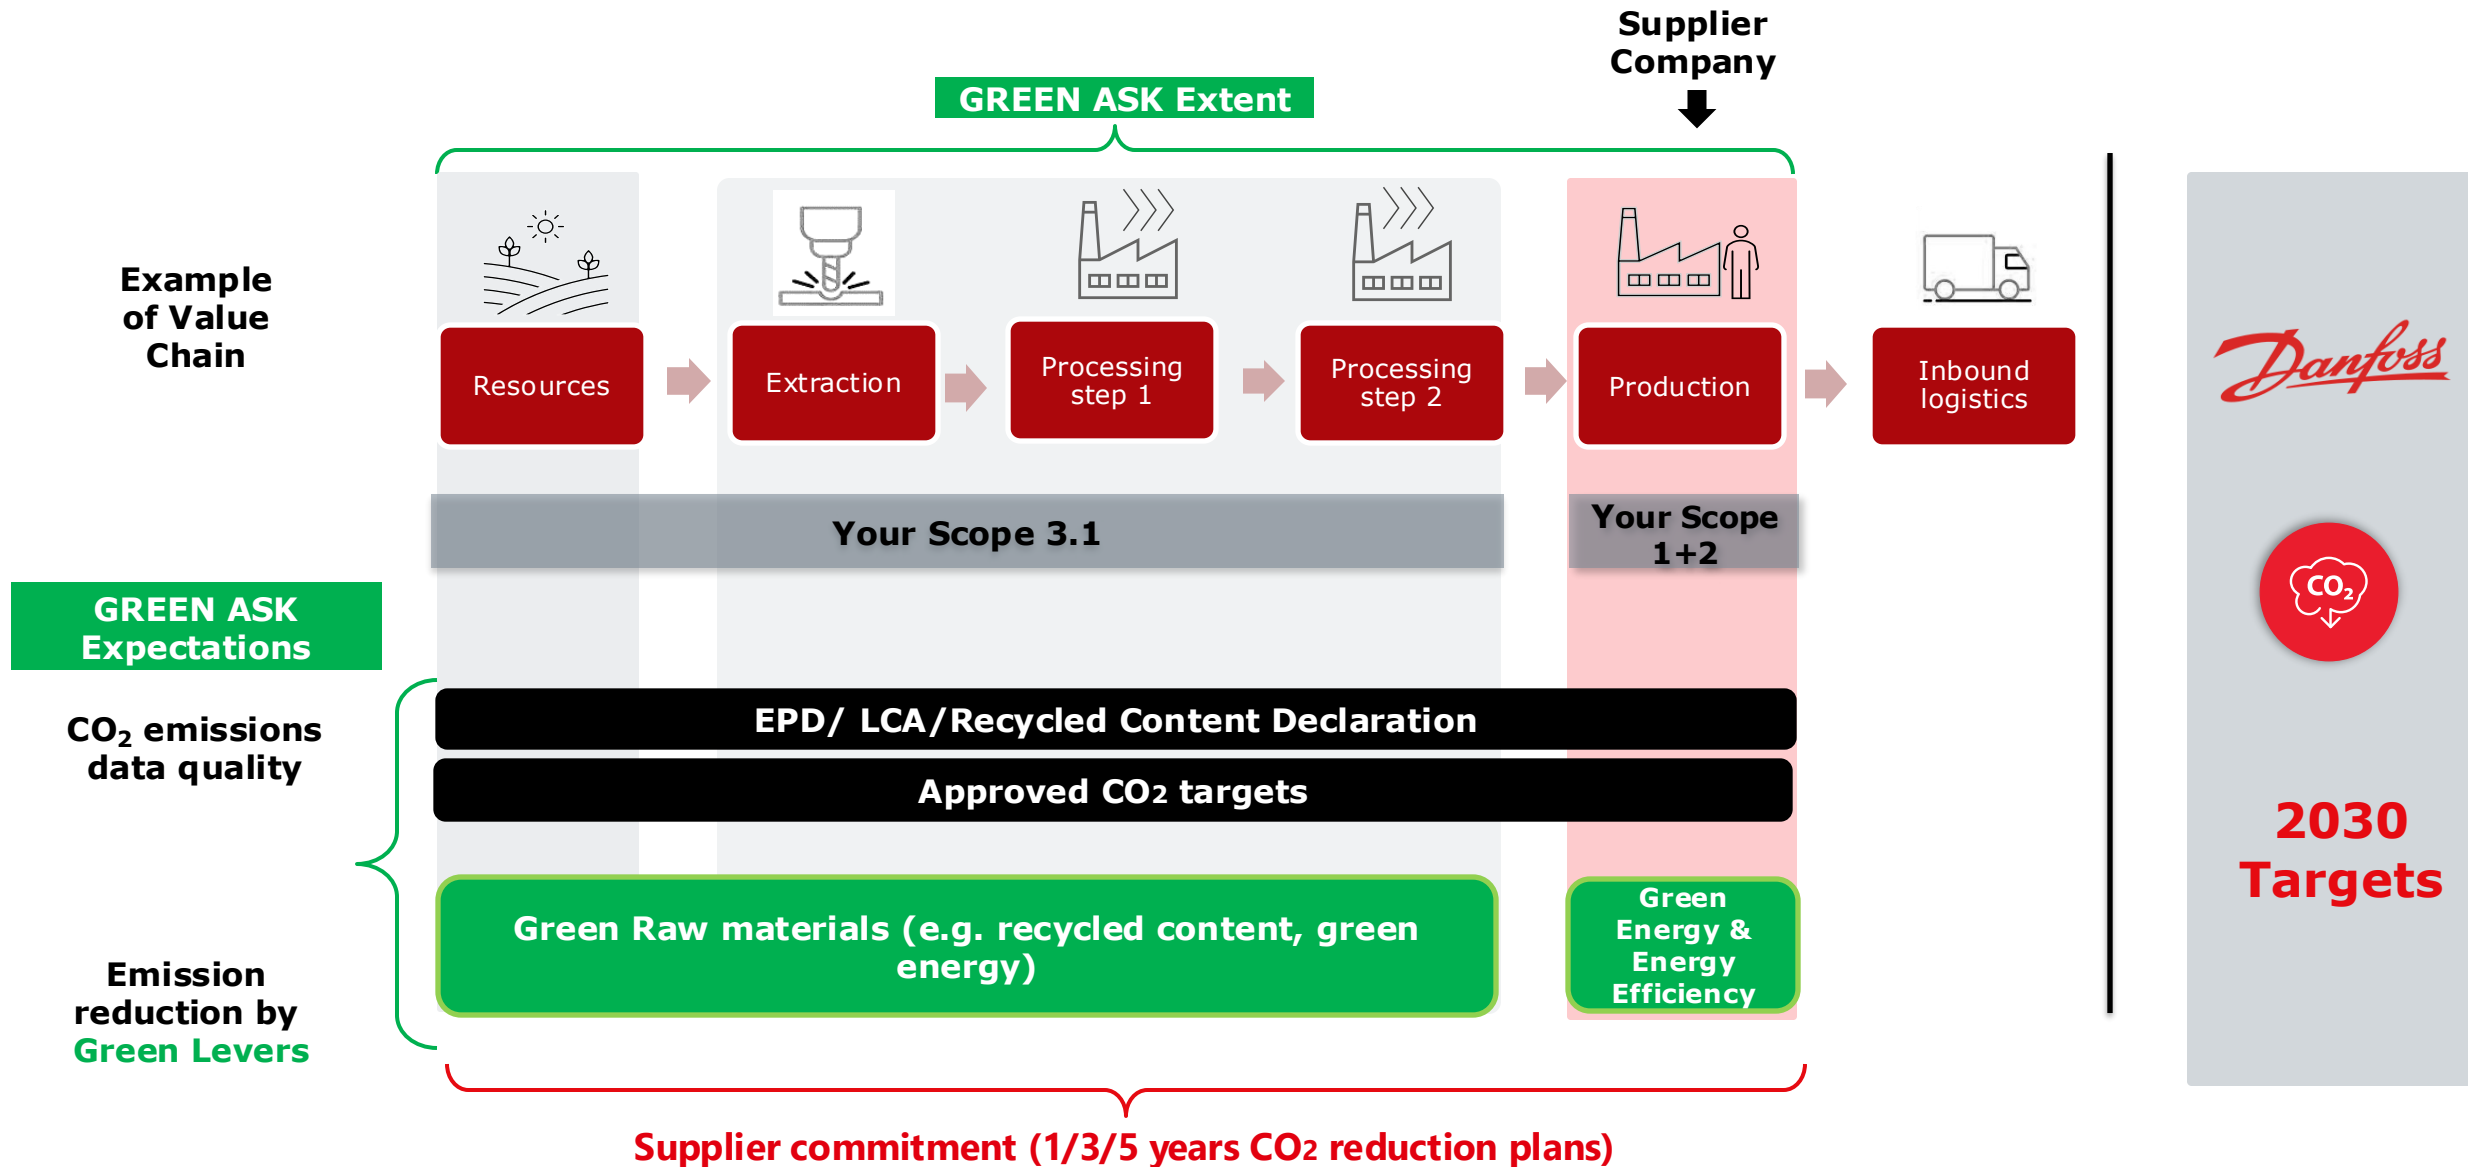 Supplier
Company
GREEN ASK Extent
Example
of Value
Chain
Resources
Extraction
Processing
step 1
Processing
step 2
Production
Inbound
logistics
Danfoss
Your Scope 3.1
Your Scope
1+2
CO₂
GREEN ASK
Expectations
CO₂ emissions
data quality
EPD/ LCA/Recycled Content Declaration
Approved CO2 targets
2030
Targets
Green Raw materials (e.g. recycled content, green
energy)
Green
Energy &
Energy
Efficiency
Emission
reduction by
Green Levers
Supplier commitment (1/3/5 years CO2 reduction plans)